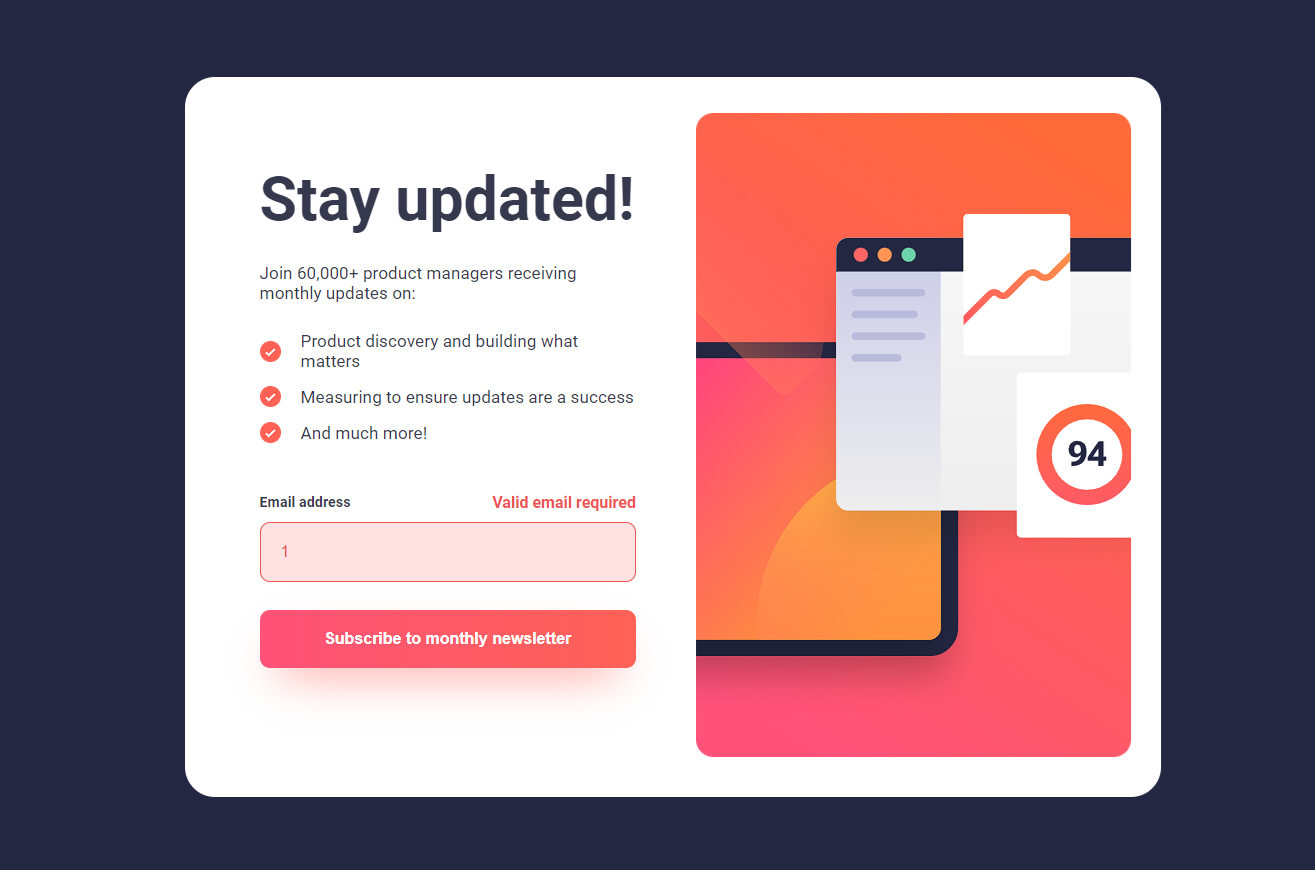 Stay updated!
Join 60,000+ product managers receiving
monthly updates on:
Product discovery and building what
matters
Measuring to ensure updates are a success
And much more!
Email address
Valid email required
1
Subscribe to monthly newsletter
94